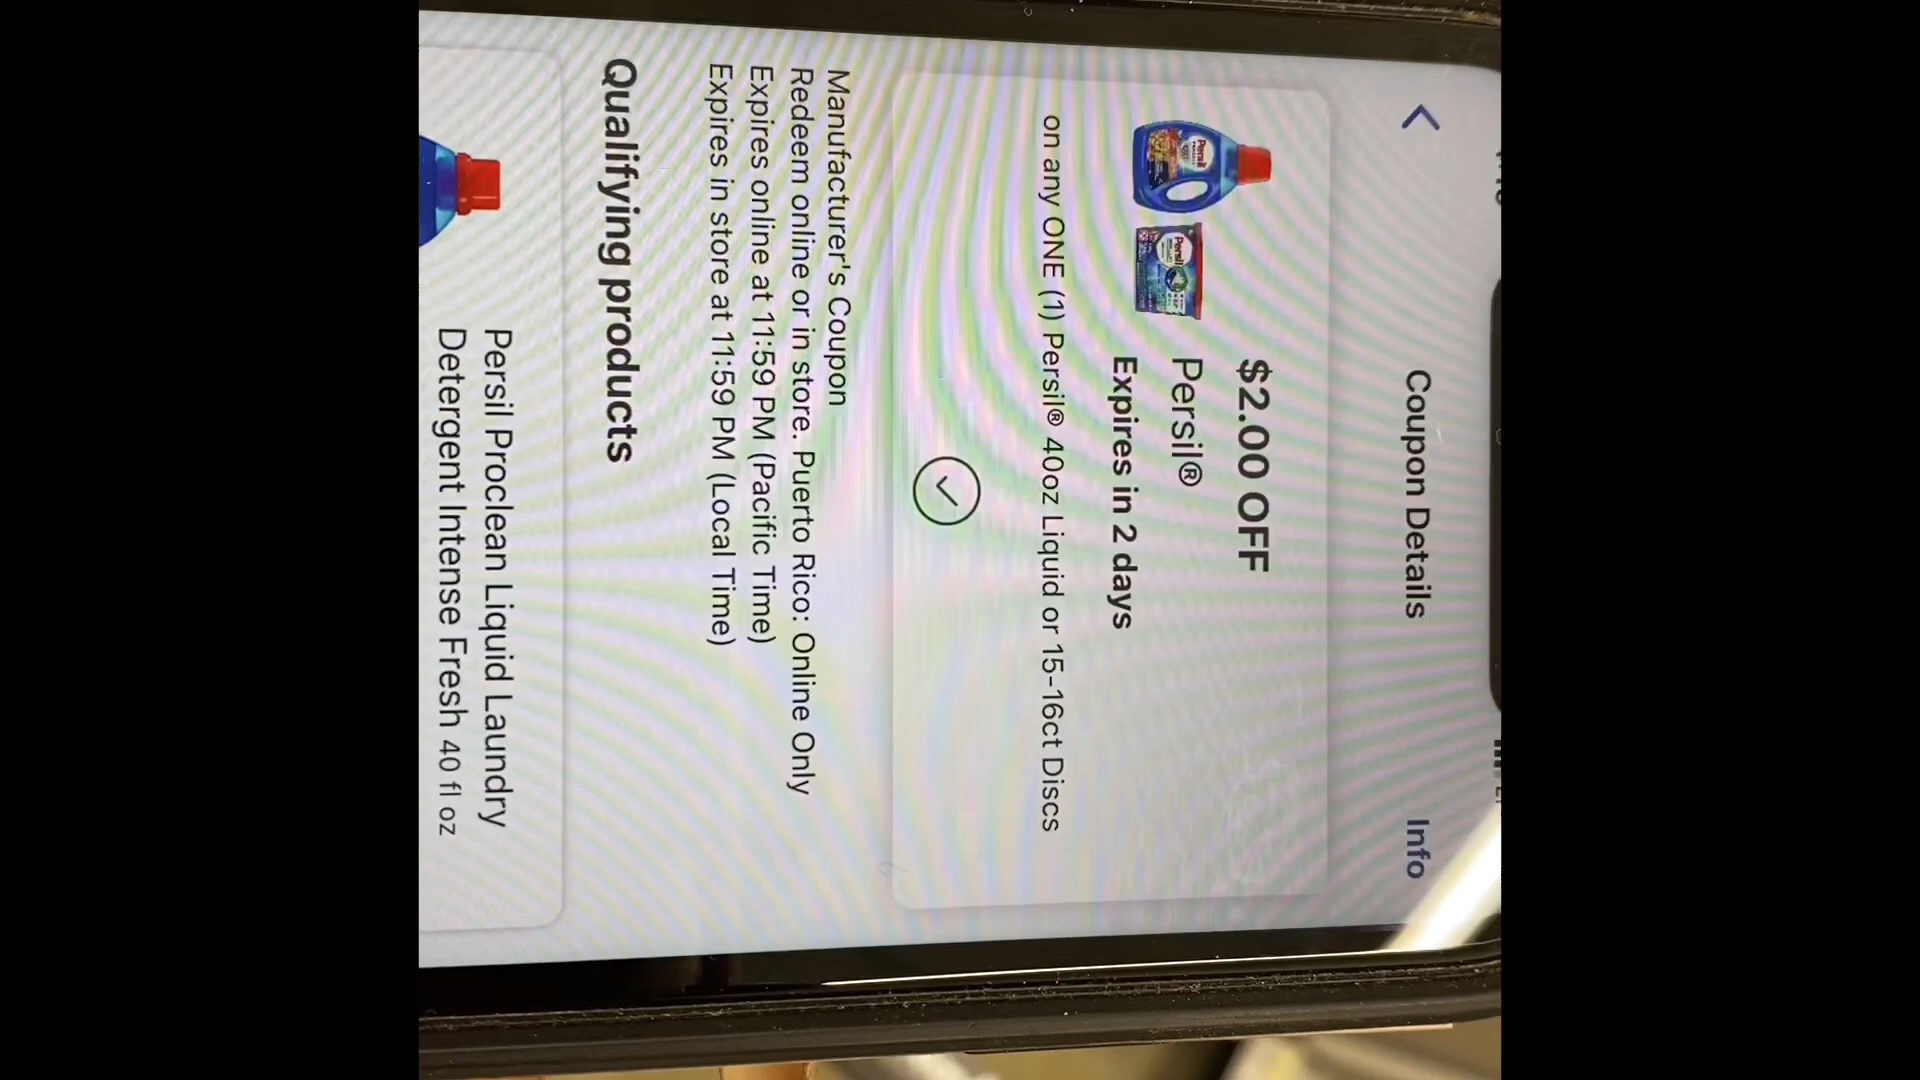 Coupon Details
Info
$2.00 OFF
Persil®
Expires in 2 days
Persil
Persil
on any ONE (1) Persil® 40oz Liquid or 15-16ct Discs
Manufacturer's Coupon
Redeem online or in store. Puerto Rico: Online Only
Expires online at 11:59 PM (Pacific Time)
Expires in store at 11:59 PM (Local Time)
Qualifying products
Persil Proclean Liquid Laundry
Detergent Intense Fresh 40 fl oz